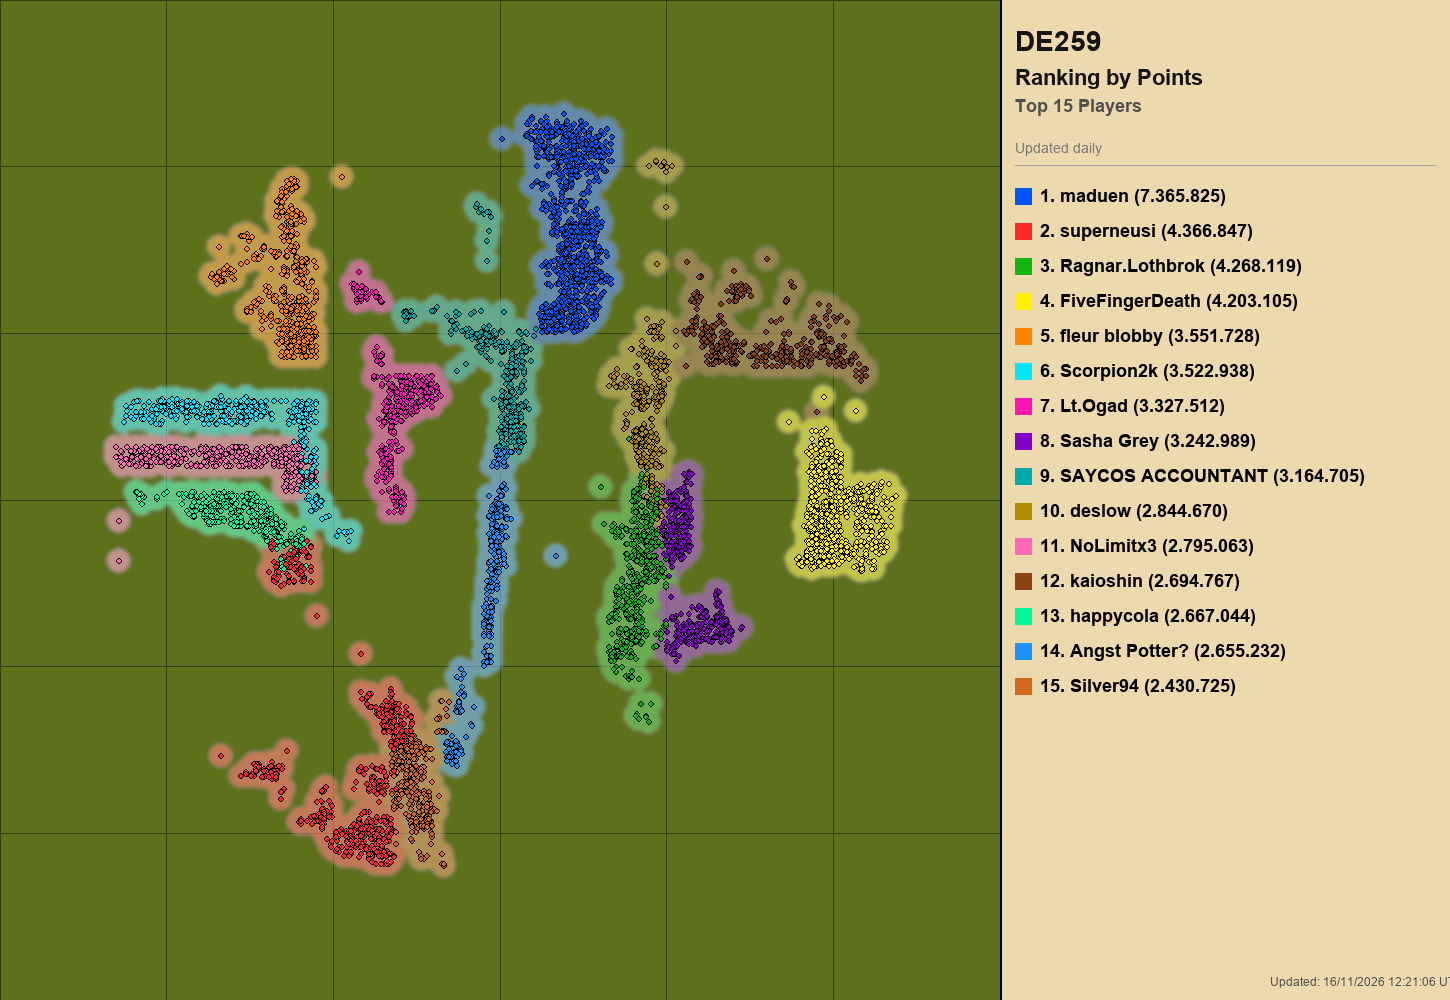 DE259
Ranking by Points
Top 15 Players
Updated daily
1. maduen (7.365.825)
2. superneusi (4.366.847)
3. Ragnar.Lothbrok (4.268.119)
4. FiveFingerDeath (4.203.105)
5. fleur blobby (3.551.728)
6. Scorpion2k (3.522.938)
7. Lt.Ogad (3.327.512)
8. Sasha Grey (3.242.989)
9. SAYCOS ACCOUNTANT (3.164.705)
10. deslow (2.844.670)
11. NoLimitx3 (2.795.063)
12. kaioshin (2.694.767)
13. happycola (2.667.044)
14. Angst Potter? (2.655.232)
15. Silver94 (2.430.725)
Updated: 16/11/2026 12:21:06